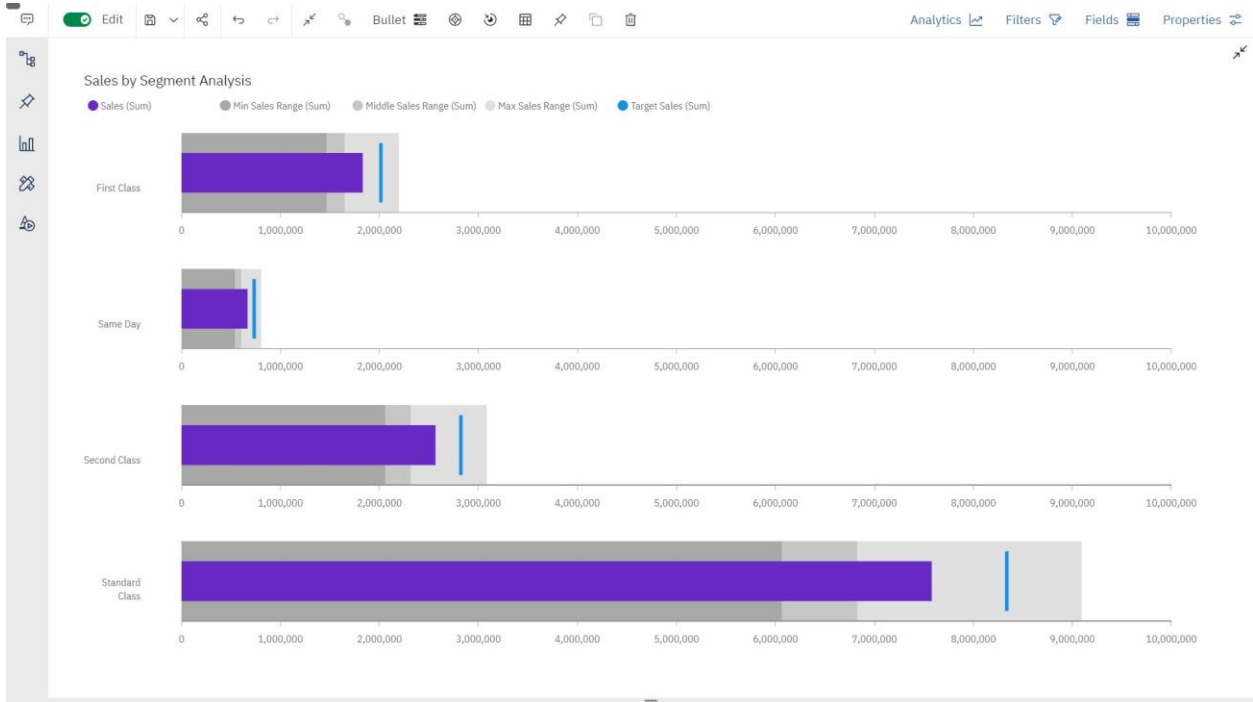 Edit Bullet Analytics Filters Fields Properties
Sales by Segment Analysis
Sales (Sum) Min Sales Range (Sum) Middle Sales Range (Sum) Max Sales Range (Sum) Target Sales (Sum)
First Class
0 1,000,000 2,000,000 3,000,000 4,000,000 5,000,000 6,000,000 7,000,000 8,000,000 9,000,000 10,000,000
Same Day
0 1,000,000 2,000,000 3,000,000 4,000,000 5,000,000 6,000,000 7,000,000 8,000,000 9,000,000 10,000,000
Second Class
0 1,000,000 2,000,000 3,000,000 4,000,000 5,000,000 6,000,000 7,000,000 8,000,000 9,000,000 10,000,000
Standard
Class
0 1,000,000 2,000,000 3,000,000 4,000,000 5,000,000 6,000,000 7,000,000 8,000,000 9,000,000 10,000,000